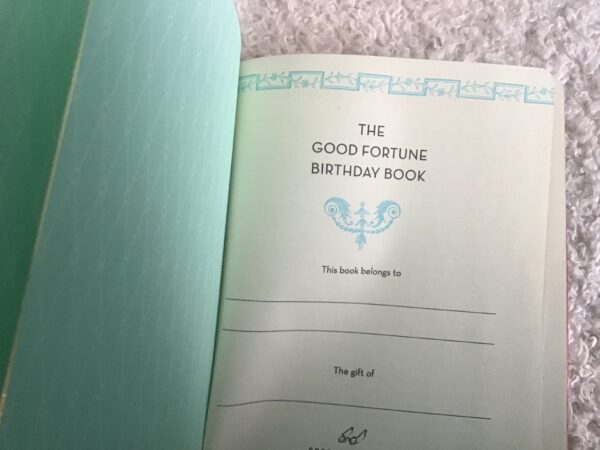 THE
GOOD FORTUNE
BIRTHDAY BOOK
This book belongs to
The gift of